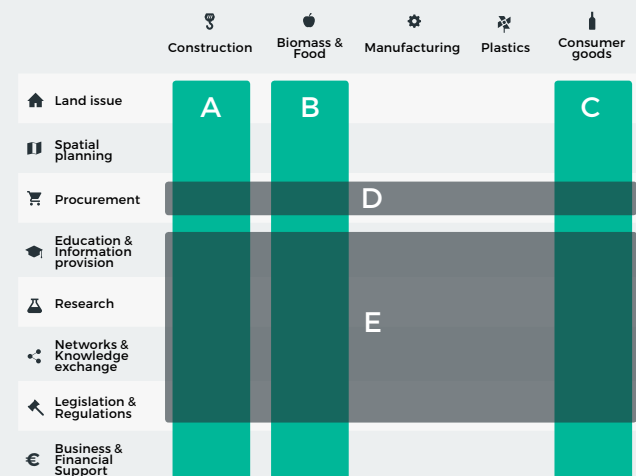 Construction
Biomass &
Food
Manufacturing
Plastics
Consumer
goods
Land issue
A
B
C
Spatial
planning
Procurement
D
Education &
Information
provision
Research
E
Networks &
Knowledge
exchange
Legislation &
Regulations
€
Business &
Financial
Support